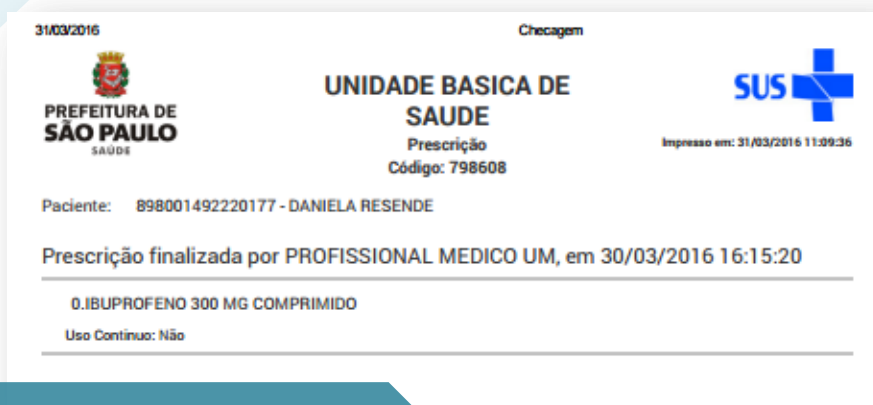 31/03/2016
Checagem
PREFEITURA DE
SÃO PAULO
SAÚDE
UNIDADE BASICA DE
SAUDE
Prescrição
Código: 798608
SUS
Impresso em: 31/03/2016 11:09:36
Paciente: 898001492220177 - DANIELA RESENDE
Prescrição finalizada por PROFISSIONAL MEDICO UM, em 30/03/2016 16:15:20
0.IBUPROFENO 300 MG COMPRIMIDO
Uso Continuo: Não